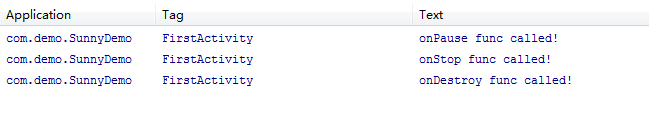 Application Tag Text
com.demo.SunnyDemo FirstActivity onPause func called!
com.demo.SunnyDemo FirstActivity onStop func called!
com.demo.SunnyDemo FirstActivity onDestroy func called!